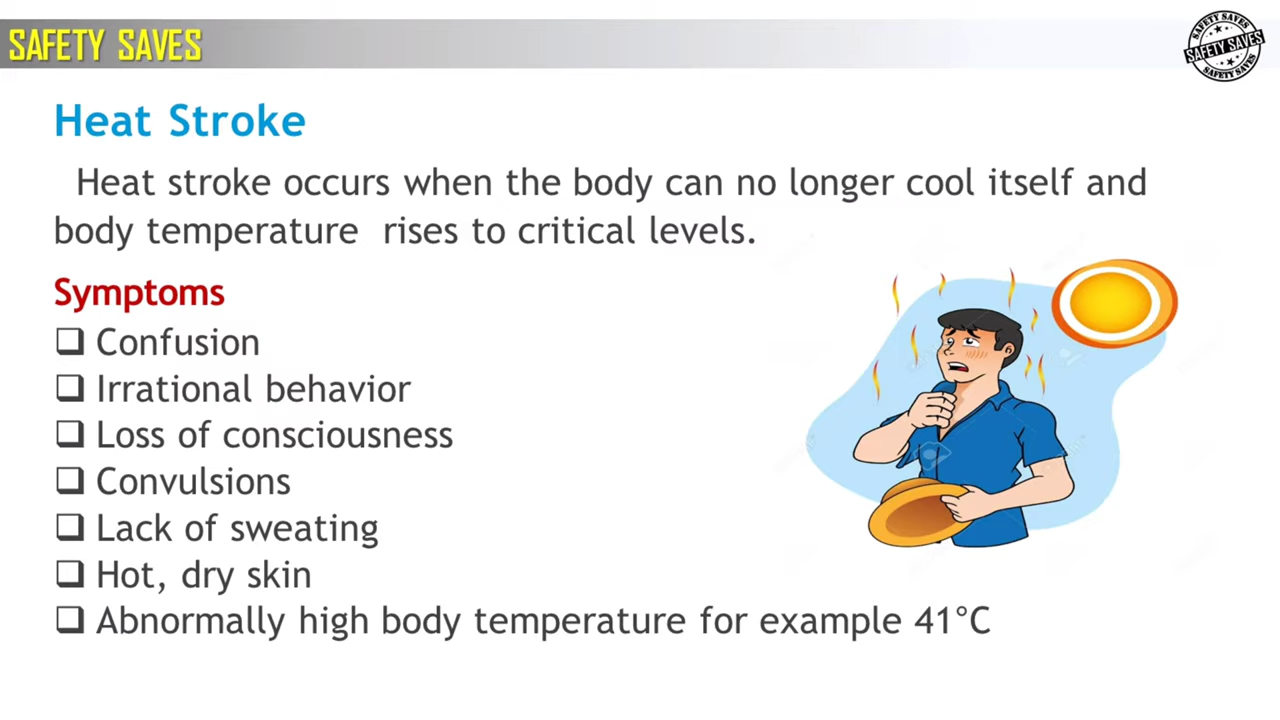 SAFETY SAVES
SAFETY SAVES
SAFETY SAVES
SAFETY SAVES
Heat Stroke
Heat stroke occurs when the body can no longer cool itself and
body temperature rises to critical levels.
Symptoms
❑ Confusion
❑ Irrational behavior
❑ Loss of consciousness
❑ Convulsions
❑ Lack of sweating
❑ Hot, dry skin
❑ Abnormally high body temperature for example 41°C